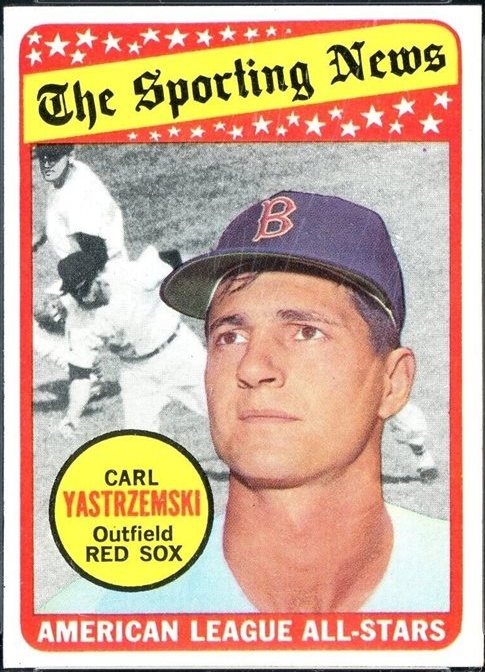 The Sporting News
B
CARL
YASTRZEMSKI
Outfield
RED SOX
AMERICAN LEAGUE ALL-STARS